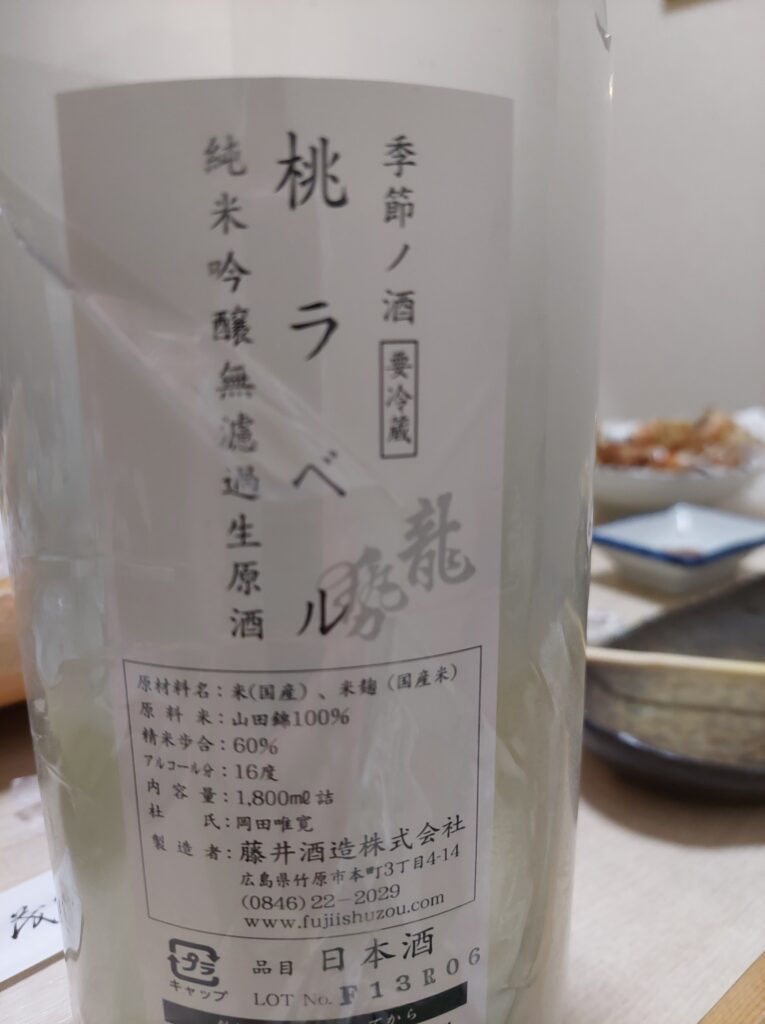 季節ノ酒
要冷蔵
桃ラベル
純米吟醸無濾過生原酒
龍勢
原材料名：米(国産)、米麹（国産米）
原料米：山田錦100％
精米歩合：60％
アルコール分：16度
内容量：1,800㎖詰
杜氏：岡田唯寛
製造者：藤井酒造株式会社
広島県竹原市本町3丁目4-14
(0846)22－2029
www.fujiishuzou.com
プラ
キャップ
品目 日本酒
LOT No. F13R06